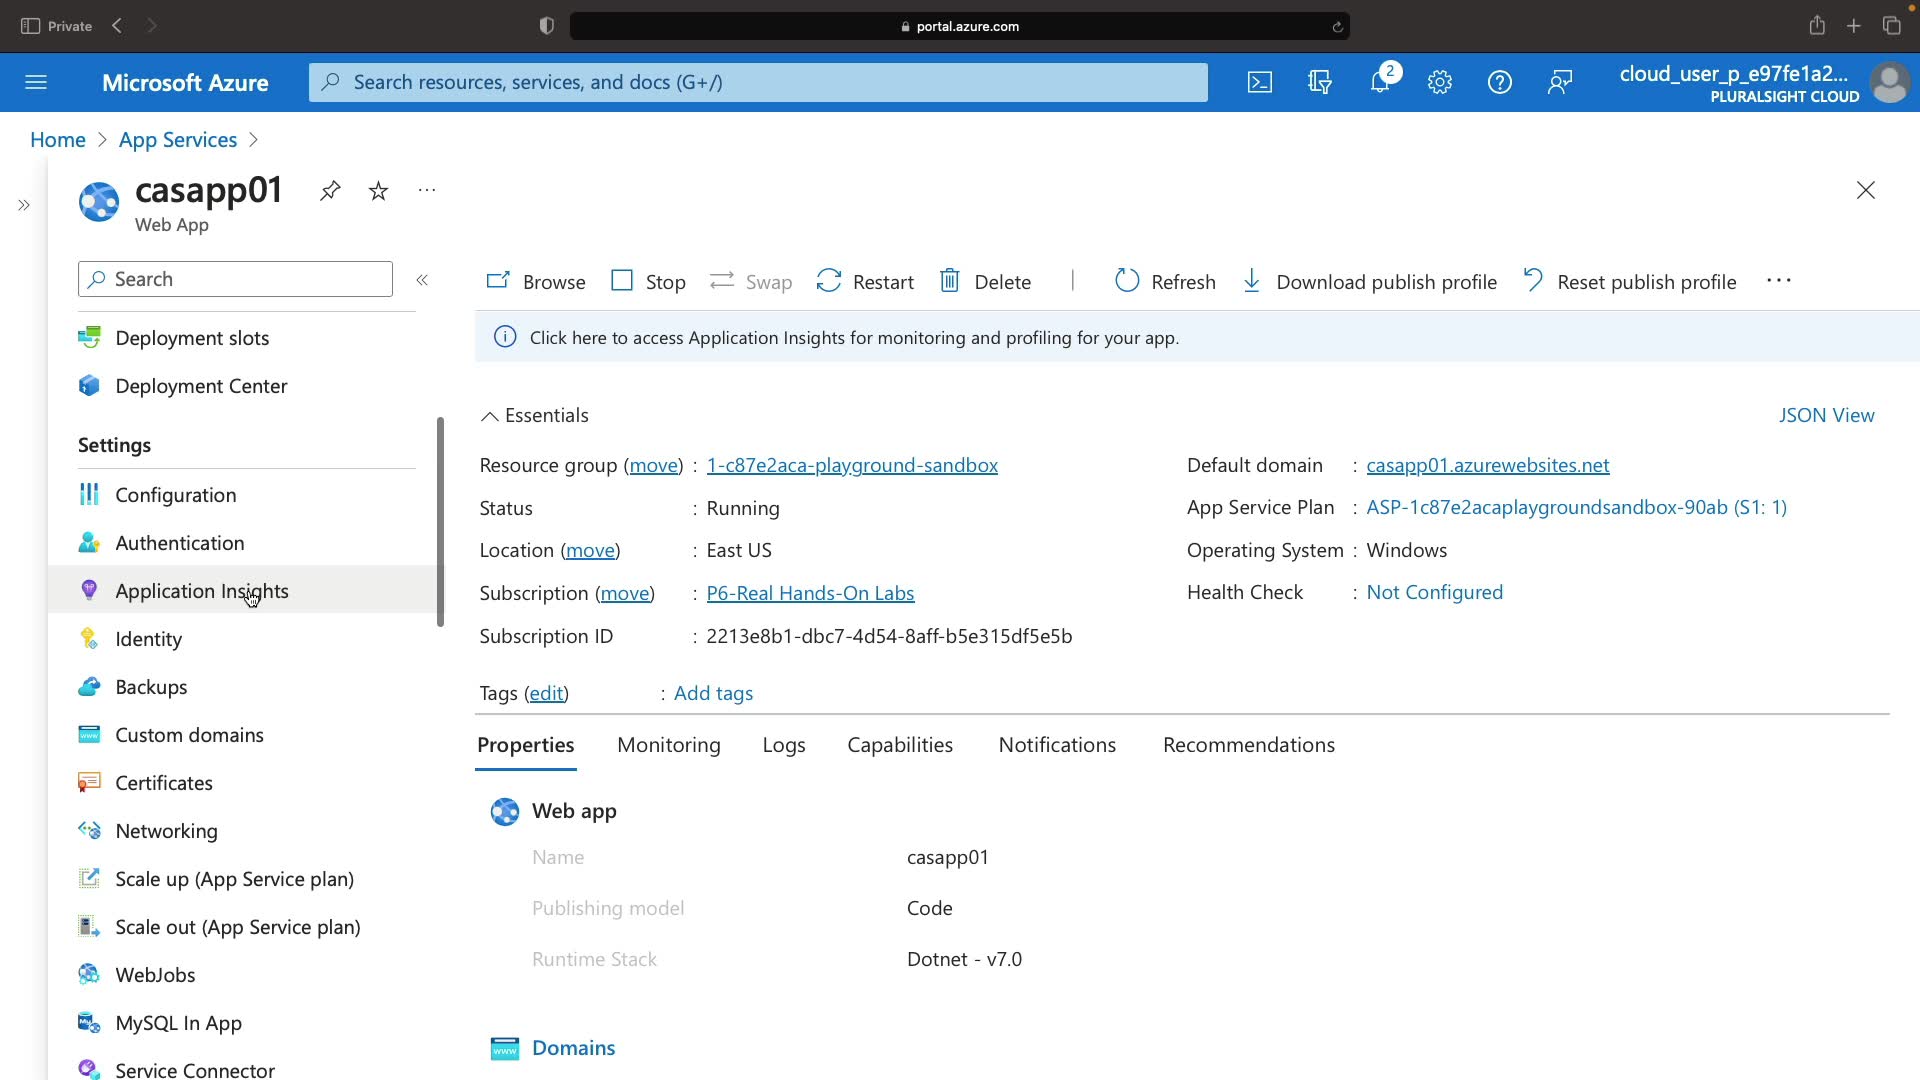 Private
portal.azure.com
Microsoft Azure
Search resources, services, and docs (G+/)
2
cloud_user_p_e97fe1a2...
PLURALSIGHT CLOUD
Home > App Services >
casapp01
Web App
Search
Browse Stop Swap Restart Delete | Refresh Download publish profile Reset publish profile ...
Click here to access Application Insights for monitoring and profiling for your app.
Deployment slots
Deployment Center
Settings
Configuration
Authentication
Application Insights
Identity
Backups
Custom domains
Certificates
Networking
Scale up (App Service plan)
Scale out (App Service plan)
WebJobs
MySQL In App
Service Connector
Essentials
JSON View
Resource group (move) : 1-c87e2aca-playground-sandbox
Status : Running
Location (move) : East US
Subscription (move) : P6-Real Hands-On Labs
Subscription ID : 2213e8b1-dbc7-4d54-8aff-b5e315df5e5b
Default domain : casapp01.azurewebsites.net
App Service Plan : ASP-1c87e2acaplaygroundsandbox-90ab (S1: 1)
Operating System : Windows
Health Check : Not Configured
Tags (edit) : Add tags
Properties Monitoring Logs Capabilities Notifications Recommendations
Web app
Name casapp01
Publishing model Code
Runtime Stack Dotnet - v7.0
Domains